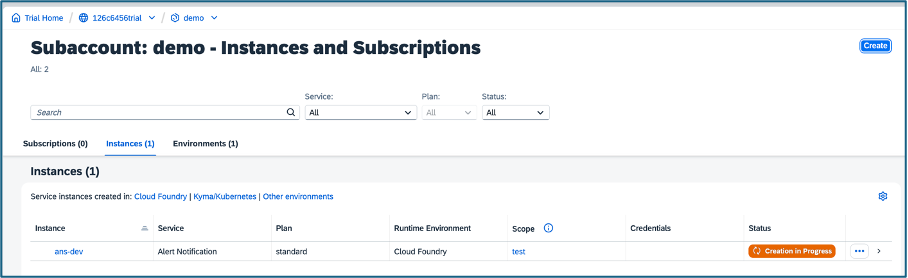 Trial Home / 126c6456trial / demo
Subaccount: demo - Instances and Subscriptions
Create
All: 2
Service: Plan: Status:
Search All All All
Subscriptions (0) Instances (1) Environments (1)
Instances (1)
Service instances created in: Cloud Foundry | Kyma/Kubernetes | Other environments
Instance Service Plan Runtime Environment Scope Credentials Status
ans-dev Alert Notification standard Cloud Foundry test Creation in Progress